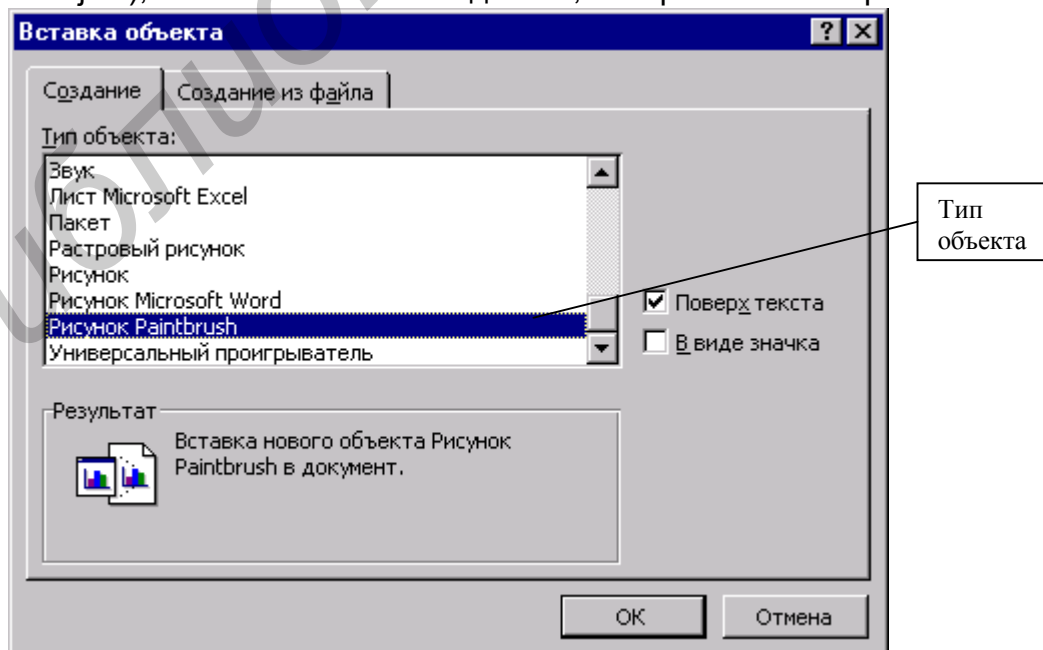 Вставка объекта
Создание
Создание из файла
Тип объекта:
Звук
Лист Microsoft Excel
Пакет
Растровый рисунок
Рисунок
Рисунок Microsoft Word
Рисунок Paintbrush
Универсальный проигрыватель
Поверх текста
В виде значка
Тип
объекта
Результат
Вставка нового объекта Рисунок
Paintbrush в документ.
ОК
Отмена